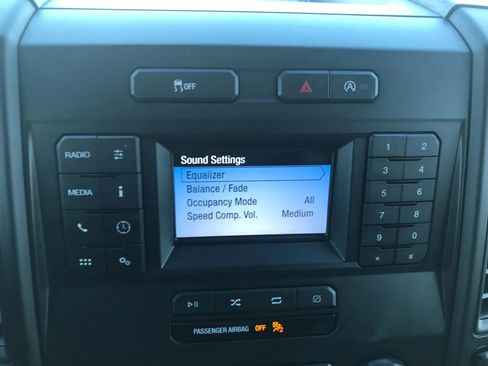 OFF
A
RADIO
MEDIA
i
Sound Settings
Equalizer
Balance / Fade
Occupancy Mode All
Speed Comp. Vol. Medium
1 2
3 4
5 6
7 8
9 0
* #
PASSENGER AIRBAG OFF 2